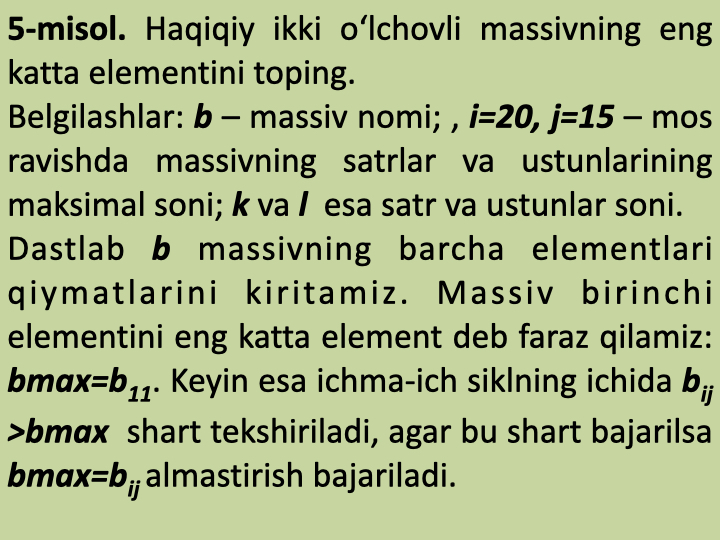 5-misol. Haqiqiy ikki o‘lchovli massivning eng
katta elementini toping.
Belgilashlar: b – massiv nomi; , i=20, j=15 – mos
ravishda massivning satrlar va ustunlarining
maksimal soni; k va l esa satr va ustunlar soni.
Dastlab b massivning barcha elementlari
qiymatlarini kiritamiz. Massiv birinchi
elementini eng katta element deb faraz qilamiz:
bmax=b11. Keyin esa ichma-ich siklning ichida bij
>bmax shart tekshiriladi, agar bu shart bajarilsa
bmax=bij almastirish bajariladi.